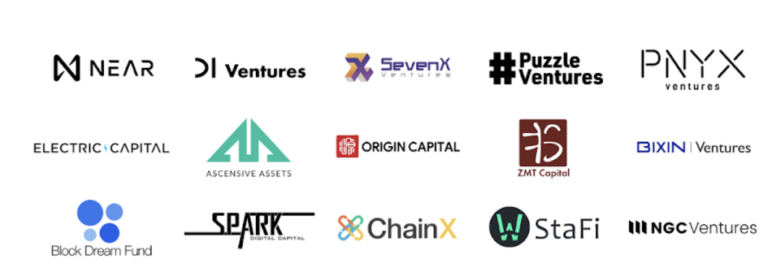 NEAR
DI Ventures
SevenX
Ventures
#Puzzle
Ventures
PNYX
ventures
ELECTRIC CAPITAL
ASCENSIVE ASSETS
ORIGIN CAPITAL
ZMT Capital
BIXIN | Ventures
Block Dream Fund
SPARK
DIGITAL CAPITAL
ChainX
StaFi
NGC Ventures